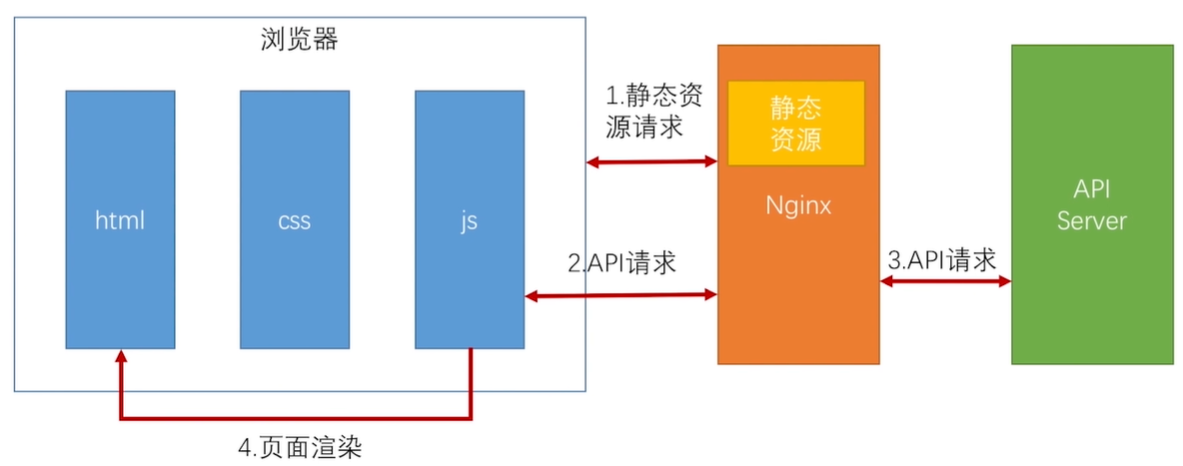 浏览器
html
css
js
1.静态资
源请求
2.API请求
静态
资源
Nginx
3.API请求
API
Server
4.页面渲染